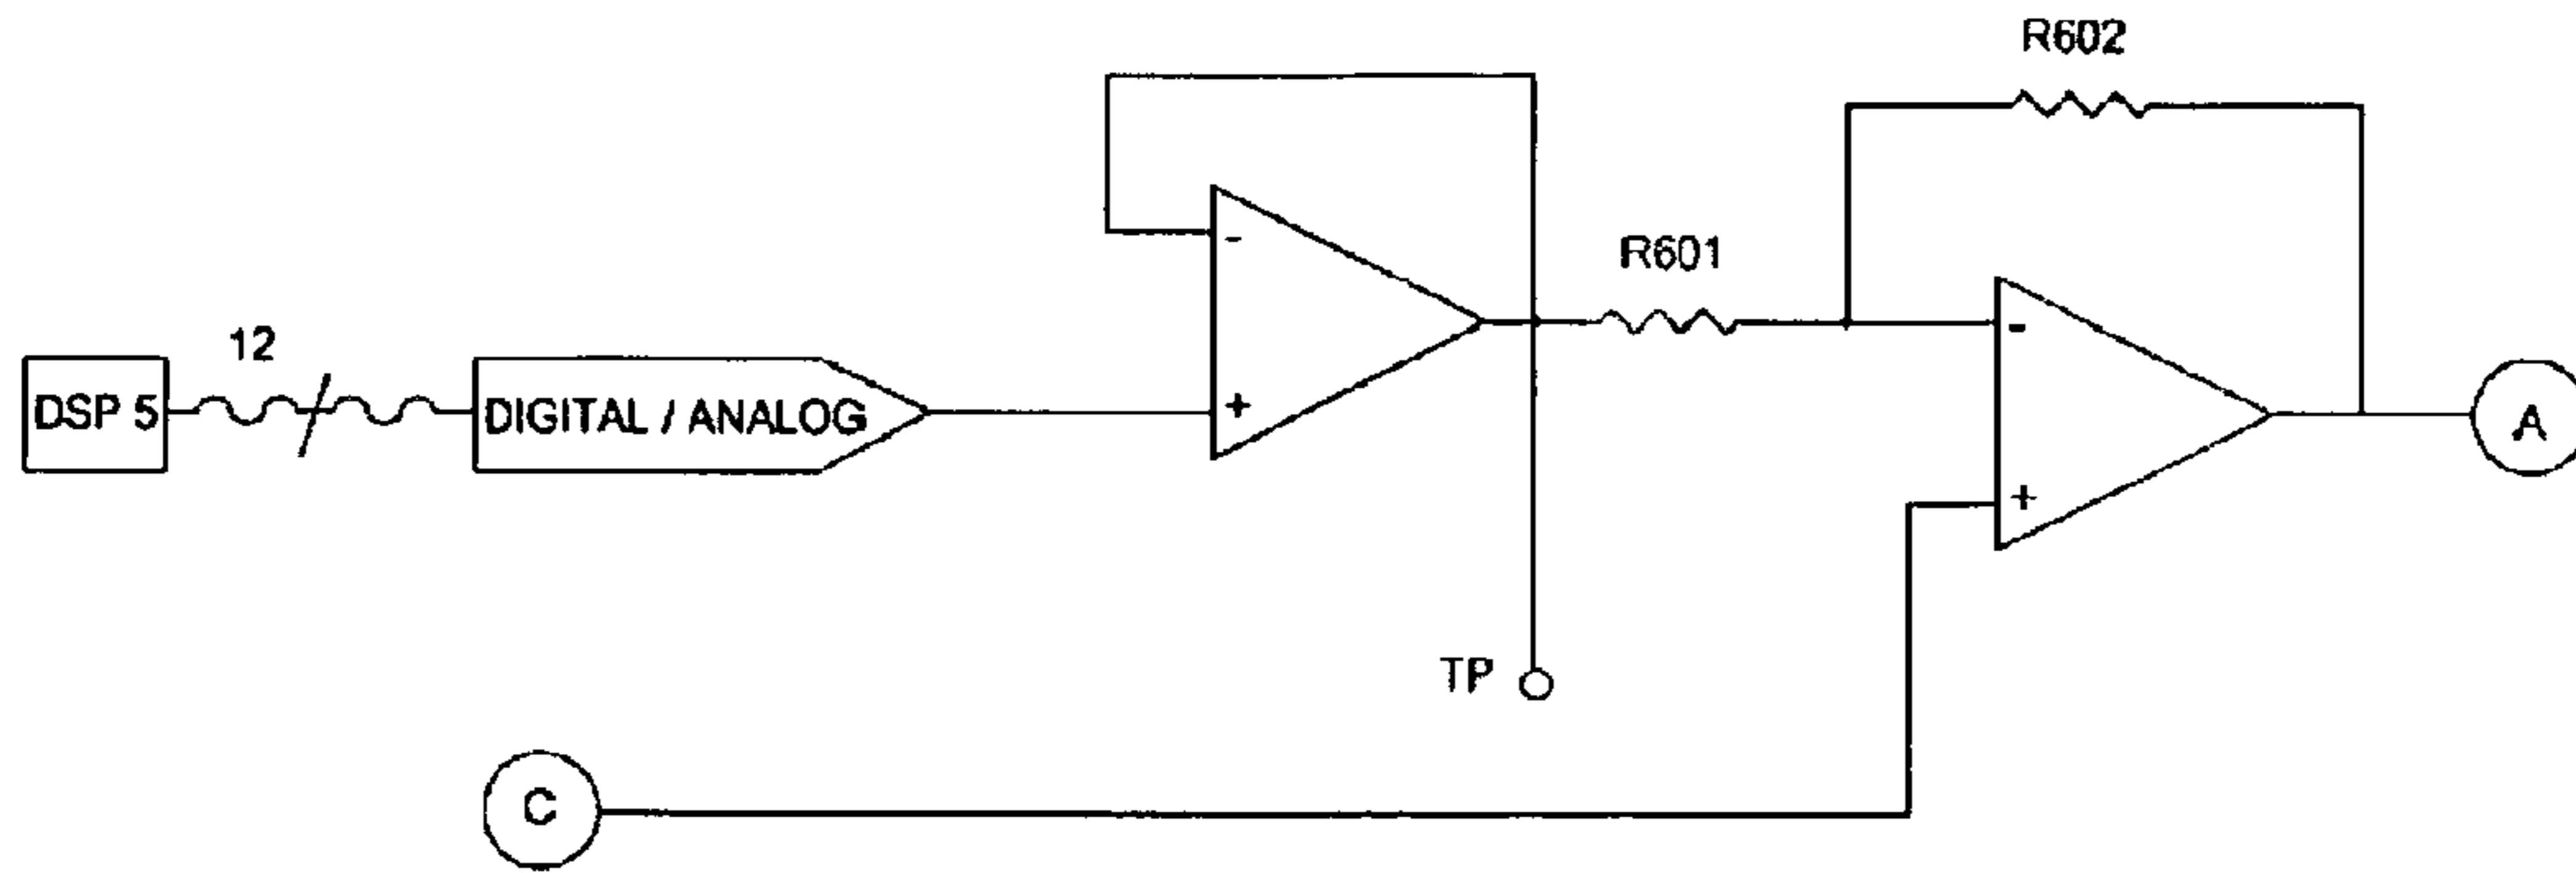 R602
R601
12
DSP 5
DIGITAL / ANALOG
-
+
-
+
A
TP
C